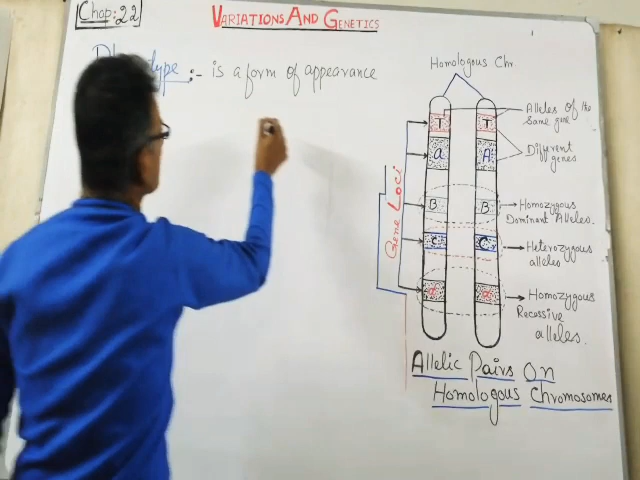 Chap: 22
VARIATIONS AND GENETICS
type :- is a form of appearance
Homologous Chr
Alleles of the
Same gene
Different
genes
Homozygous
Dominant Alleles.
Heterozygous
alleles
Homozygous
Recessive
alleles.
Gene Loci
T T
a A
B B
c C
d d
Allelic Pairs On
Homologous Chromosomes